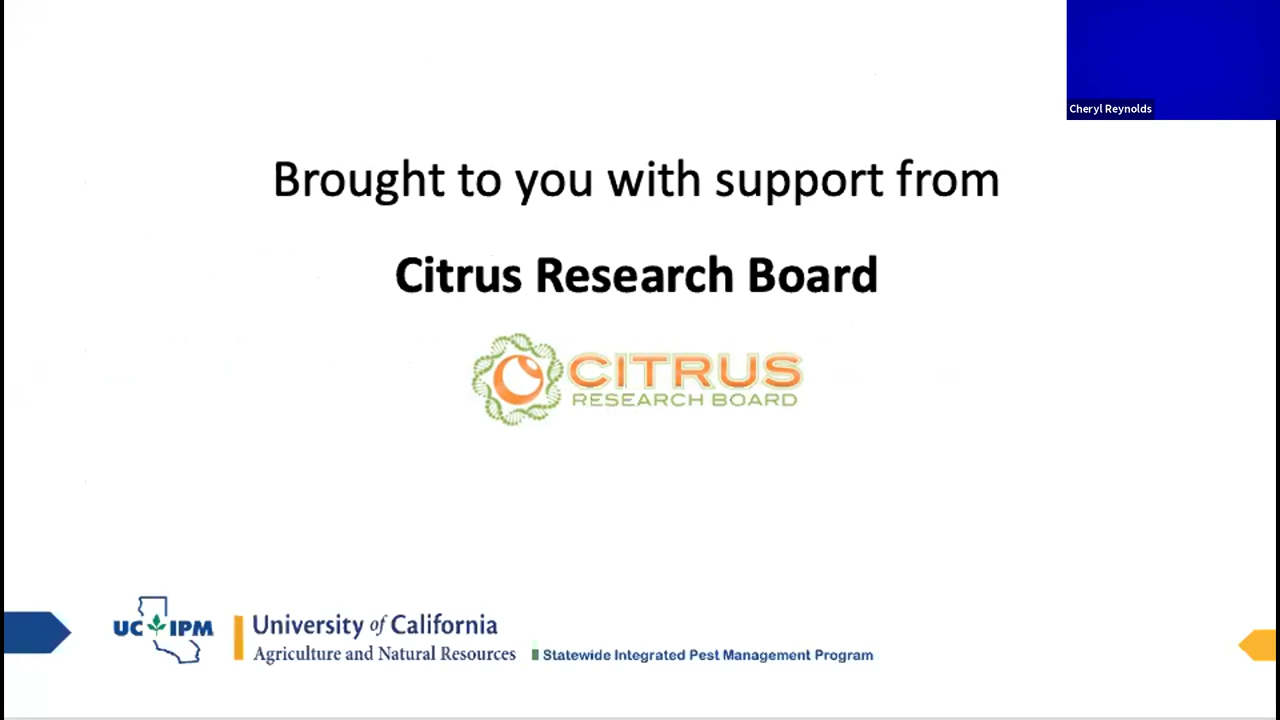 Cheryl Reynolds
Brought to you with support from
Citrus Research Board
CITRUS
RESEARCH BOARD
UC IPM
University of California
Agriculture and Natural Resources
Statewide Integrated Pest Management Program